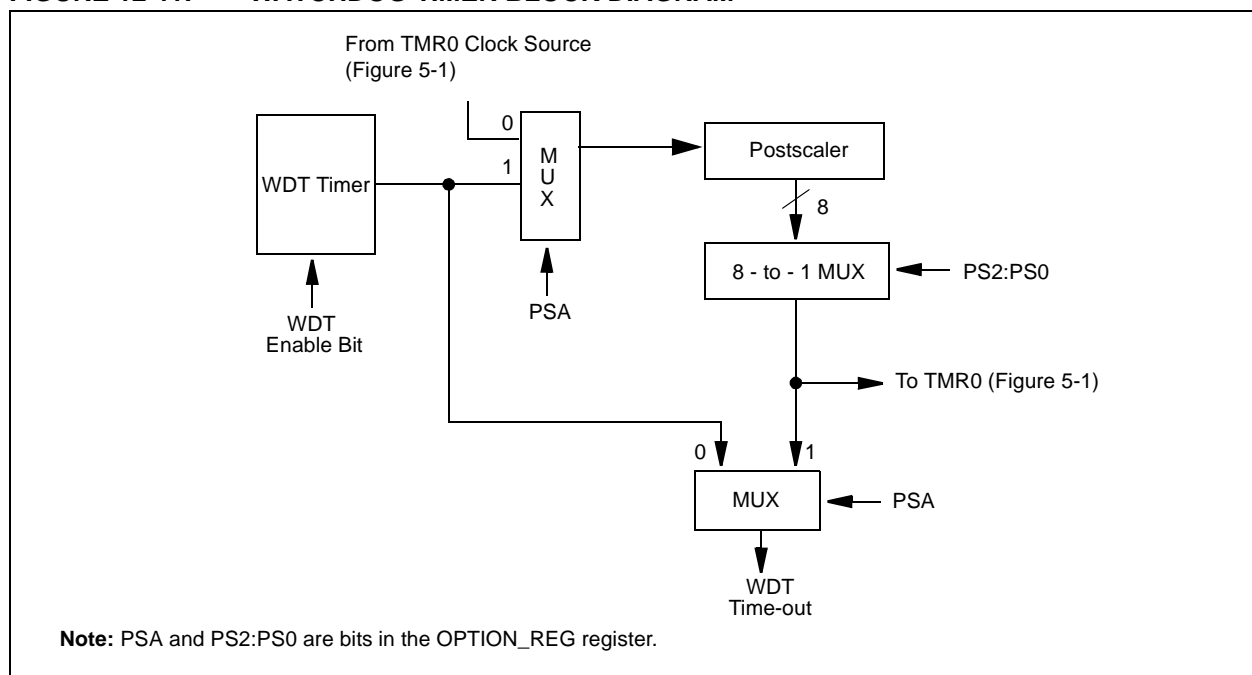 From TMR0 Clock Source
(Figure 5-1)
0
1
M
U
X
WDT Timer
Postscaler
8
8 - to - 1 MUX
PS2:PS0
PSA
WDT
Enable Bit
To TMR0 (Figure 5-1)
0
1
MUX
PSA
WDT
Time-out
Note: PSA and PS2:PS0 are bits in the OPTION_REG register.